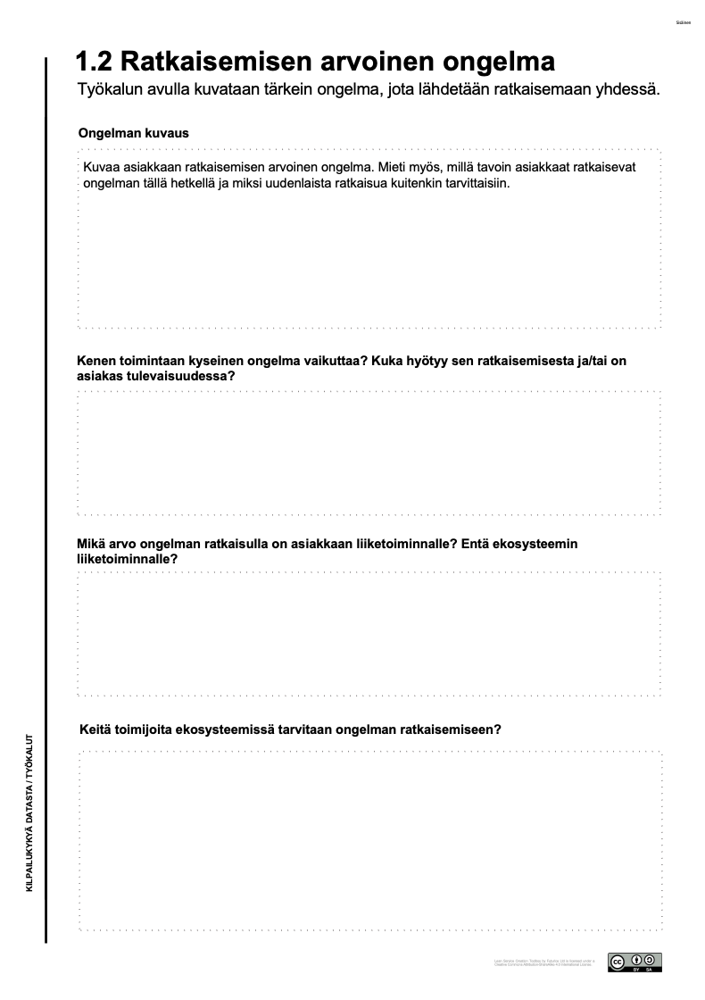 Sisäinen
1.2 Ratkaisemisen arvoinen ongelma
Työkalun avulla kuvataan tärkein ongelma, jota lähdetään ratkaisemaan yhdessä.
Ongelman kuvaus
Kuvaa asiakkaan ratkaisemisen arvoinen ongelma. Mieti myös, millä tavoin asiakkaat ratkaisevat
ongelman tällä hetkellä ja miksi uudenlaista ratkaisua kuitenkin tarvittaisiin.
Kenen toimintaan kyseinen ongelma vaikuttaa? Kuka hyötyy sen ratkaisemisesta ja/tai on
asiakas tulevaisuudessa?
Mikä arvo ongelman ratkaisulla on asiakkaan liiketoiminnalle? Entä ekosysteemin
liiketoiminnalle?
Keitä toimijoita ekosysteemissä tarvitaan ongelman ratkaisemiseen?
KILPAILUKYKYÄ DATASTA / TYÖKALUT
Lean Service Creation Toolbox by Futurice Ltd is licensed under a
Creative Commons Attribution-ShareAlike 4.0 International License.
CC BY SA